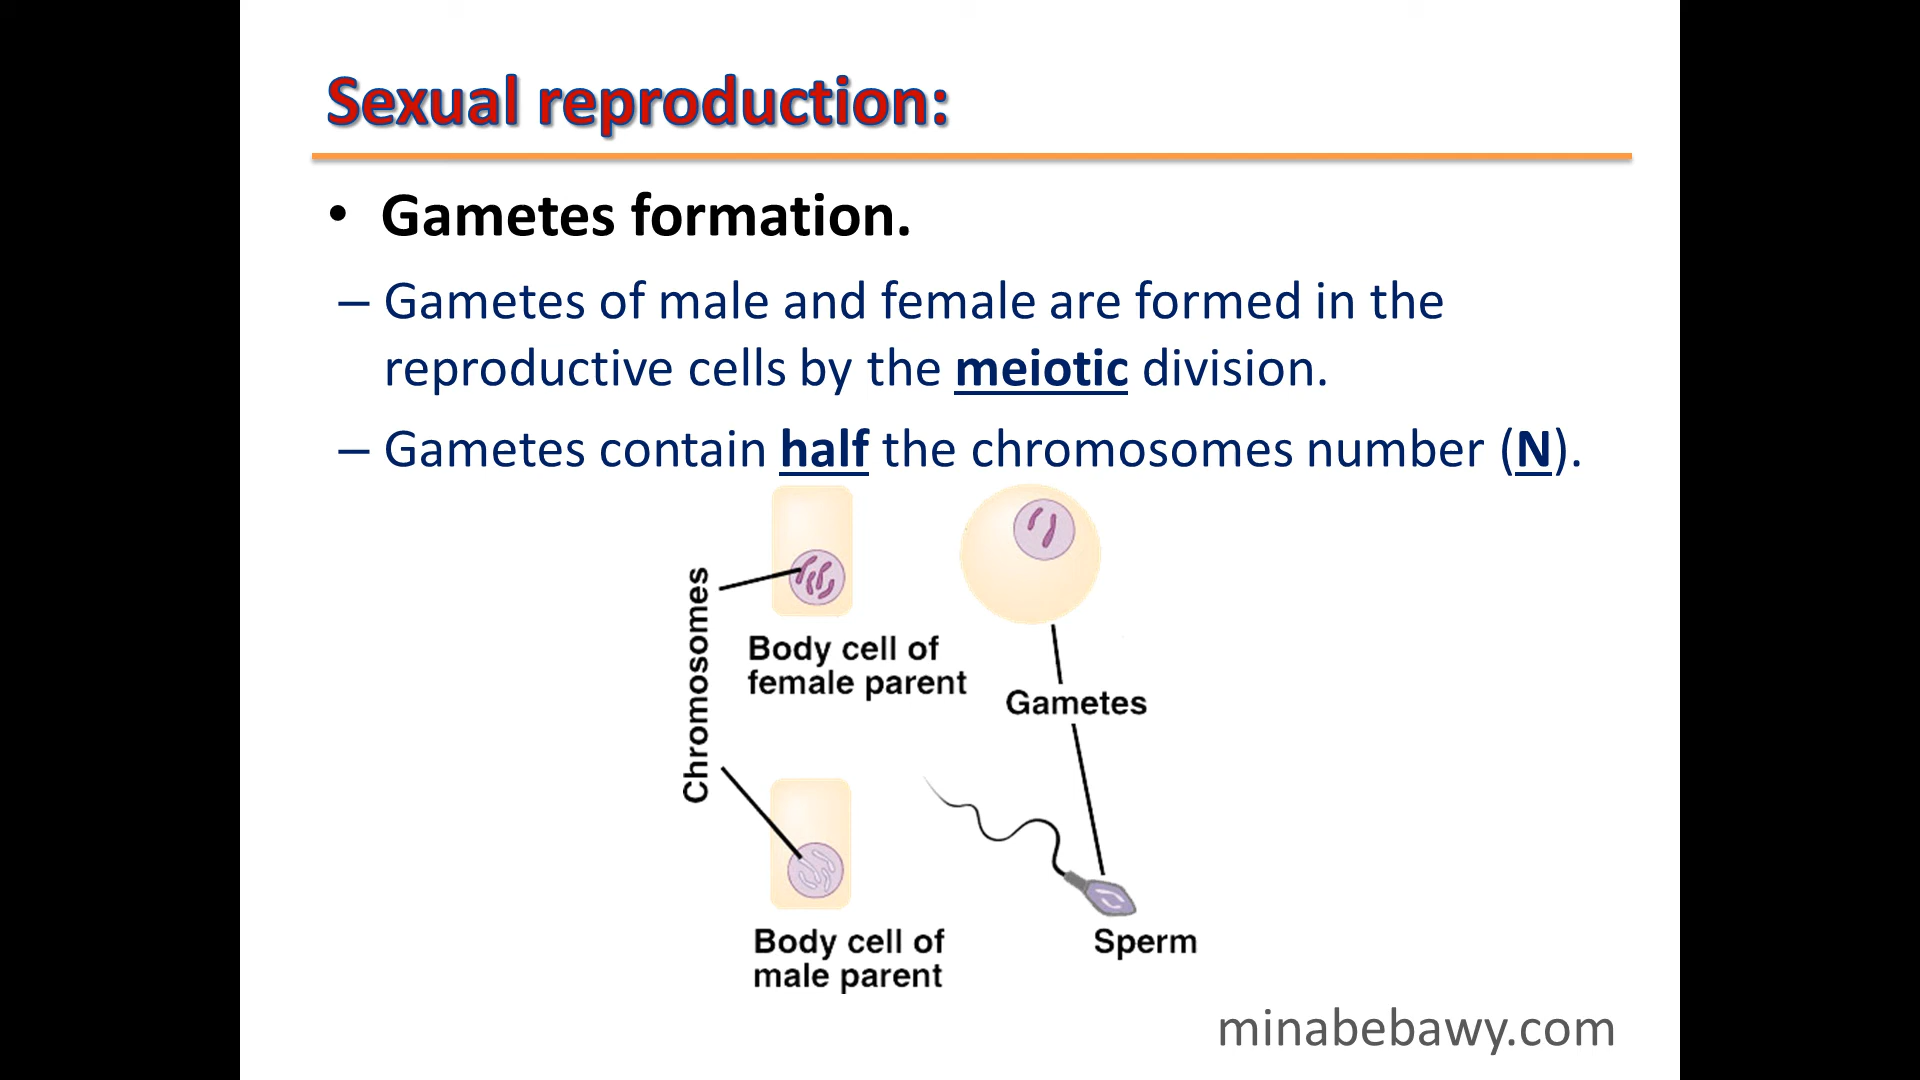 Sexual reproduction:
• Gametes formation.
– Gametes of male and female are formed in the
reproductive cells by the meiotic division.
– Gametes contain half the chromosomes number (N).
Chromosomes
Body cell of
female parent
Gametes
Body cell of
male parent
Sperm
minabebawy.com